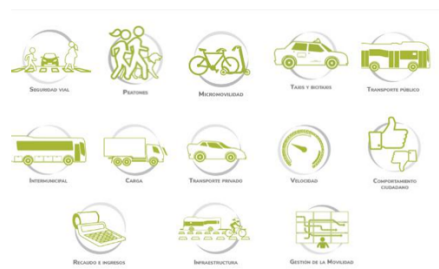 SEGURIDAD VIAL
PEATONES
MICROMOVILIDAD
TAXIS Y BICITAXIS
TRANSPORTE PÚBLICO
INTERMUNICIPAL
CARGA
TRANSPORTE PRIVADO
VELOCIDAD
COMPORTAMIENTO
CIUDADANO
RECAUDO E INGRESOS
INFRAESTRUCTURA
GESTIÓN DE LA MOVILIDAD